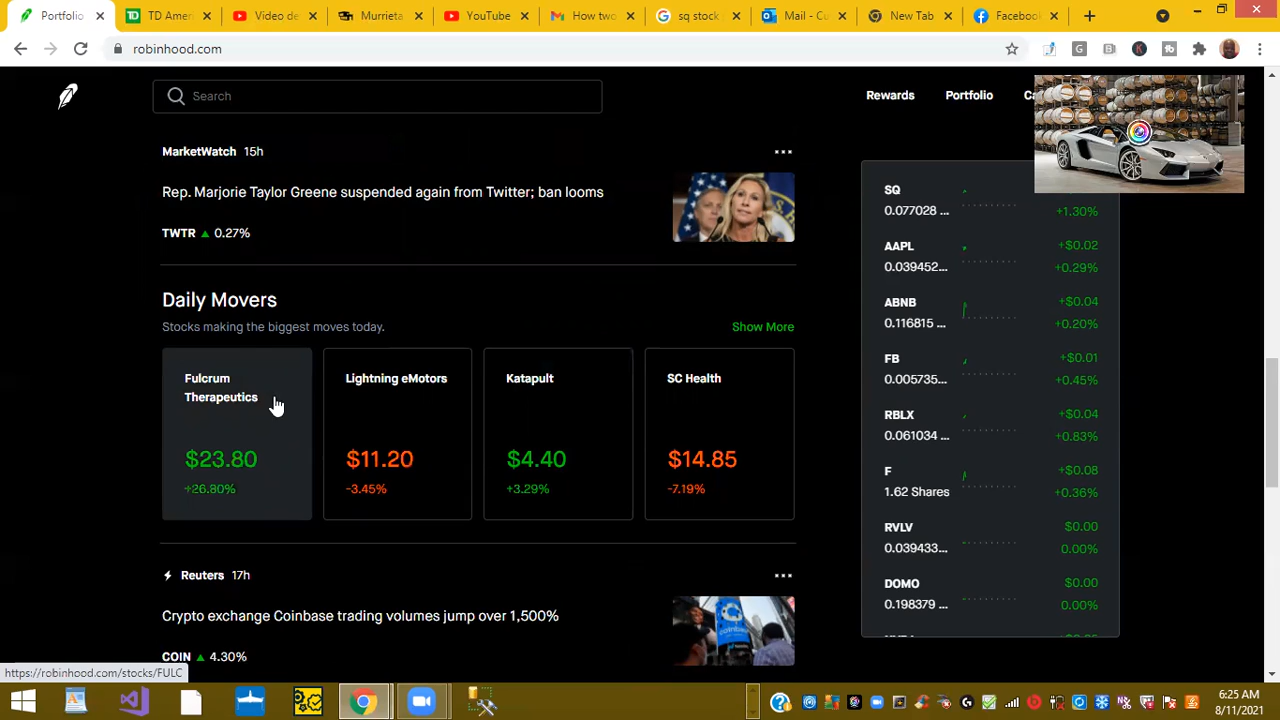 Portfolio
TD Amer
Video de
Murrieta
YouTube
How two
sq stock
Mail - Cu
New Tab
Facebook
robinhood.com
Search
Rewards
Portfolio
Ca
MarketWatch 15h
Rep. Marjorie Taylor Greene suspended again from Twitter; ban looms
TWTR 0.27%
Daily Movers
Stocks making the biggest moves today.
Show More
Fulcrum
Therapeutics
$23.80
+26.80%
Lightning eMotors
$11.20
-3.45%
Katapult
$4.40
+3.29%
SC Health
$14.85
-7.19%
Reuters 17h
Crypto exchange Coinbase trading volumes jump over 1,500%
COIN 4.30%
SQ
0.077028 ...
+1.30%
AAPL
+$0.02
0.039452...
+0.29%
ABNB
+$0.04
0.116815 ...
+0.20%
FB
+$0.01
0.005735...
+0.45%
RBLX
+$0.04
0.061034 ...
+0.83%
F
+$0.08
1.62 Shares
+0.36%
RVLV
$0.00
0.039433...
0.00%
DOMO
$0.00
0.198379 ...
0.00%
https://robinhood.com/stocks/FULC
6:25 AM
8/11/2021